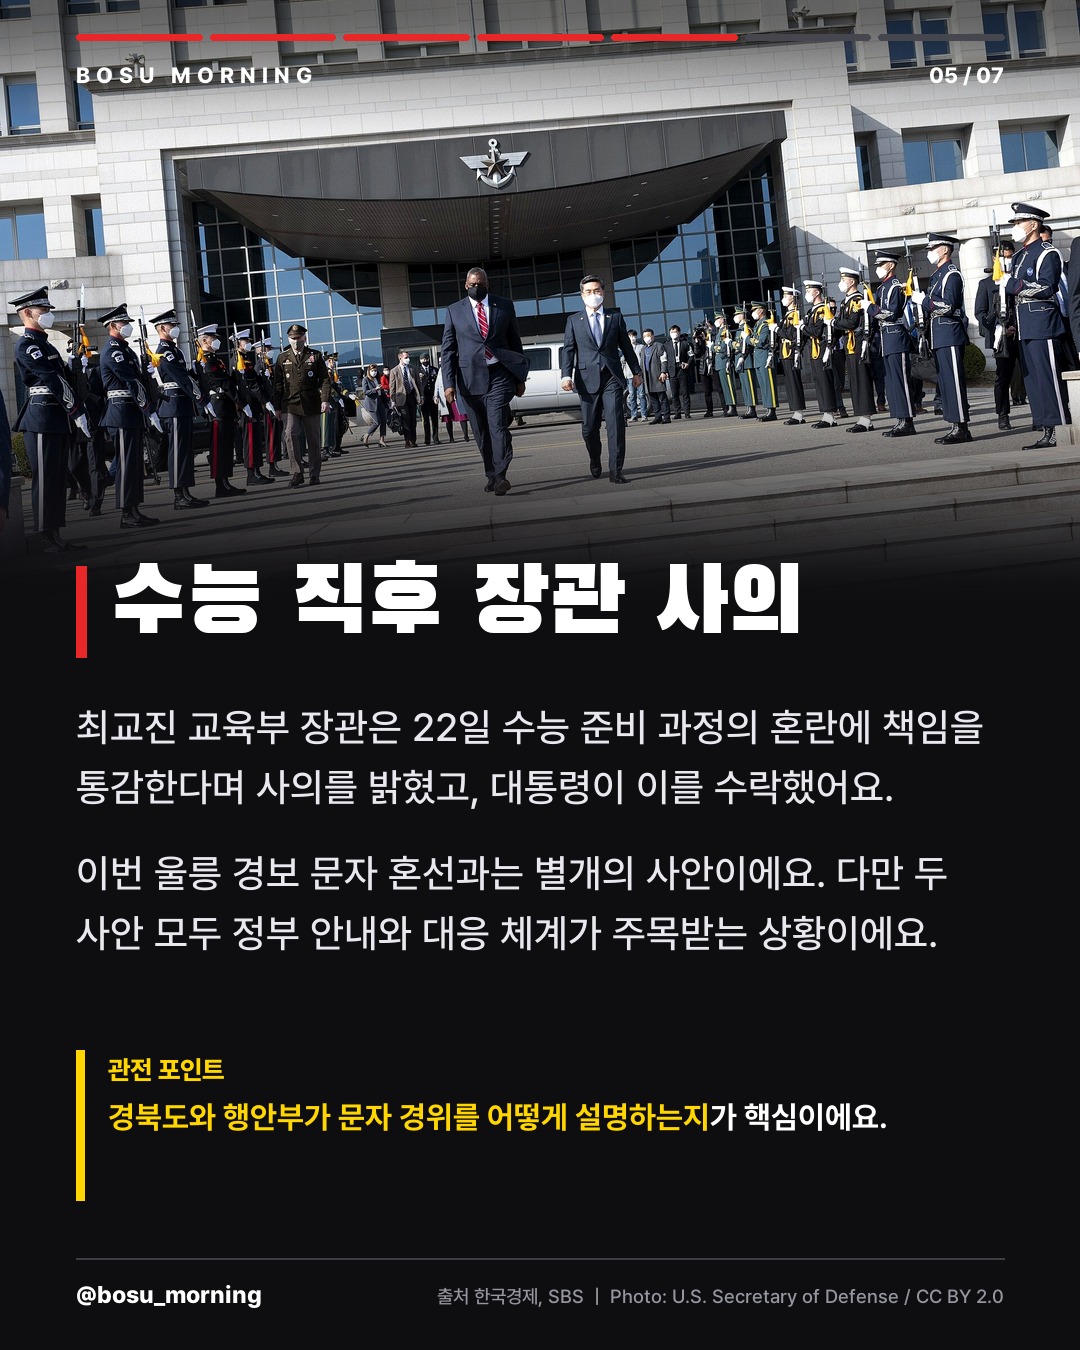 BOSU MORNING
05 / 07
수능 직후 장관 사의
최교진 교육부 장관은 22일 수능 준비 과정의 혼란에 책임을
통감한다며 사의를 밝혔고, 대통령이 이를 수락했어요.
이번 울릉 경보 문자 혼선과는 별개의 사안이에요. 다만 두
사안 모두 정부 안내와 대응 체계가 주목받는 상황이에요.
관전 포인트
경북도와 행안부가 문자 경위를 어떻게 설명하는지가 핵심이에요.
@bosu_morning
출처 한국경제, SBS | Photo: U.S. Secretary of Defense / CC BY 2.0